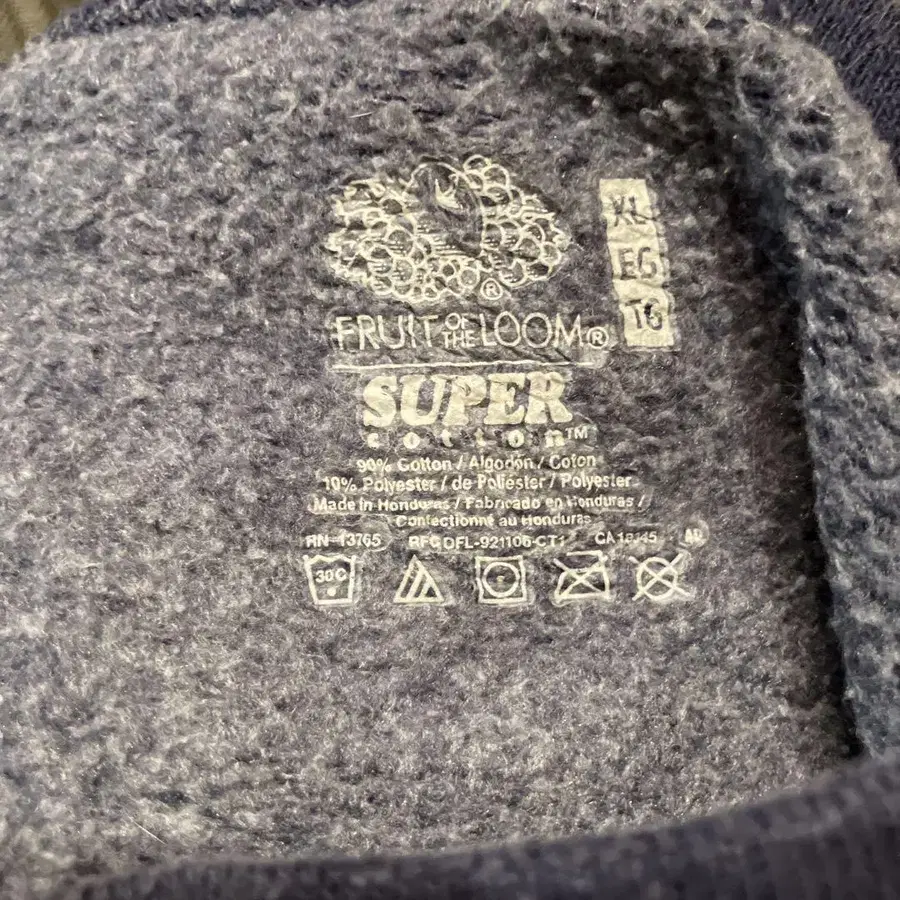 XL
EG
TG
®
FRUIT OF THE LOOM®
SUPER
cotton™
90% Cotton / Algodón / Coton
10% Polyester / de Poliéster / Polyester
Made in Honduras / Fabricado en Honduras /
Confectionné au Honduras
RN-13765 RFC DFL-921106-CT1 CA 18145
30C